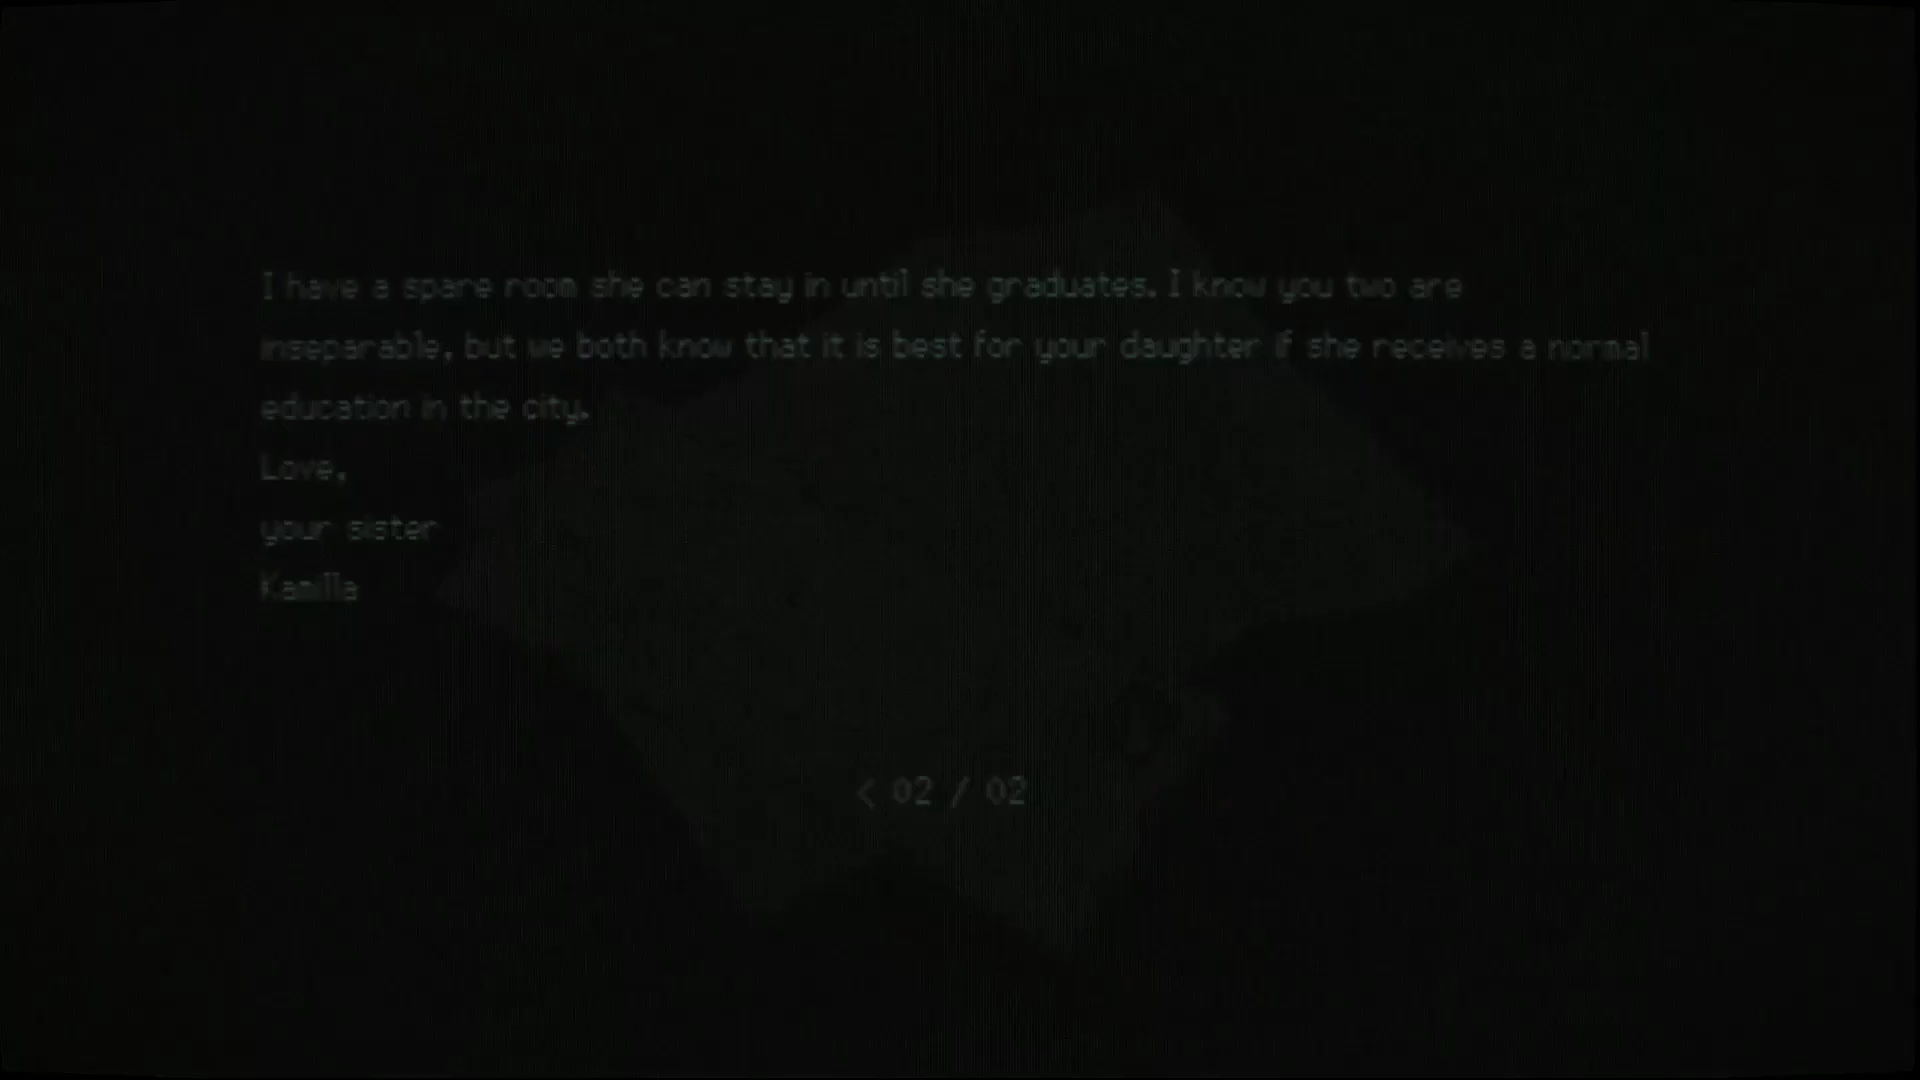 I have a spare room she can stay in until she graduates. I know you two are
inseparable, but we both know that it is best for your daughter if she receives a normal
education in the city.
Love,
your sister
Kamilla
< 02 / 02